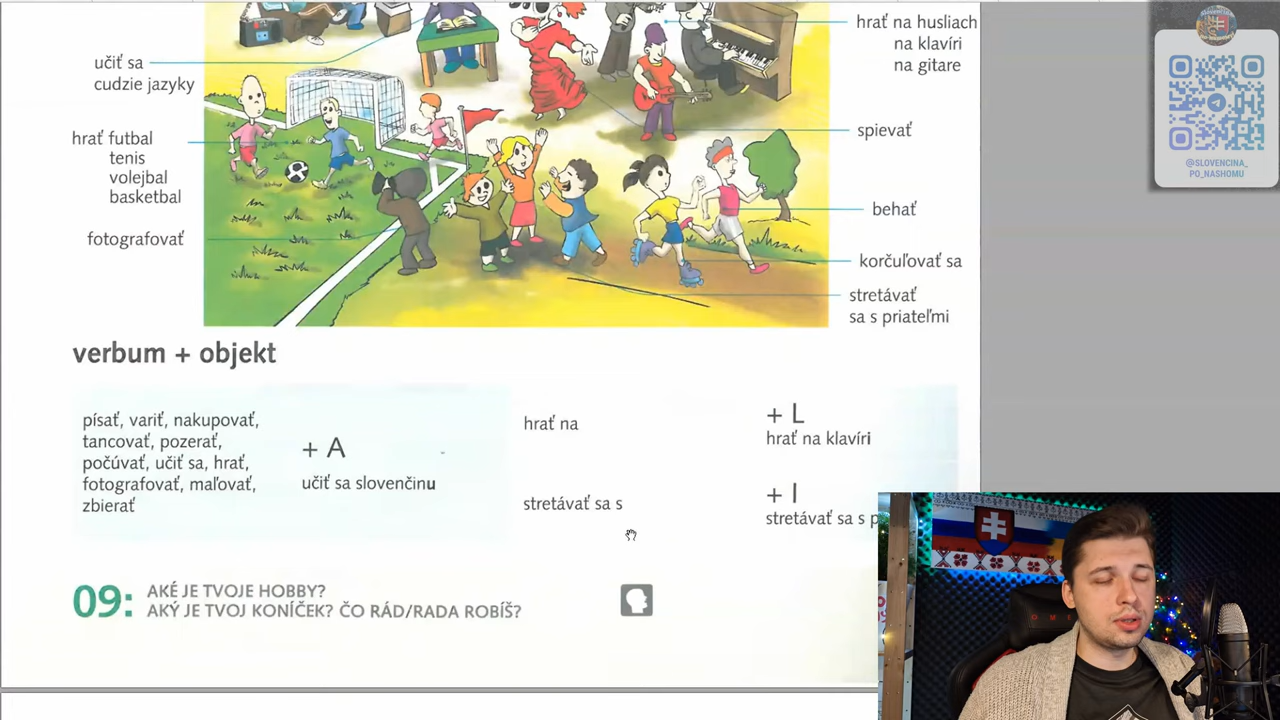 učiť sa
cudzie jazyky
hrať futbal
tenis
volejbal
basketbal
fotografovať
hrať na husliach
na klavíri
na gitare
spievať
behať
korčuľovať sa
stretávať
sa s priateľmi
verbum + objekt
písať, variť, nakupovať,
tancovať, pozerať,
počúvať, učiť sa, hrať,
fotografovať, maľovať,
zbierať
+ A
učiť sa slovenčinu
hrať na
stretávať sa s
+ L
hrať na klavíri
+ I
stretávať sa s p
09:
AKÉ JE TVOJE HOBBY?
AKÝ JE TVOJ KONÍČEK? ČO RÁD/RADA ROBÍŠ?
@SLOVENCINA_
PO_NASHOMU